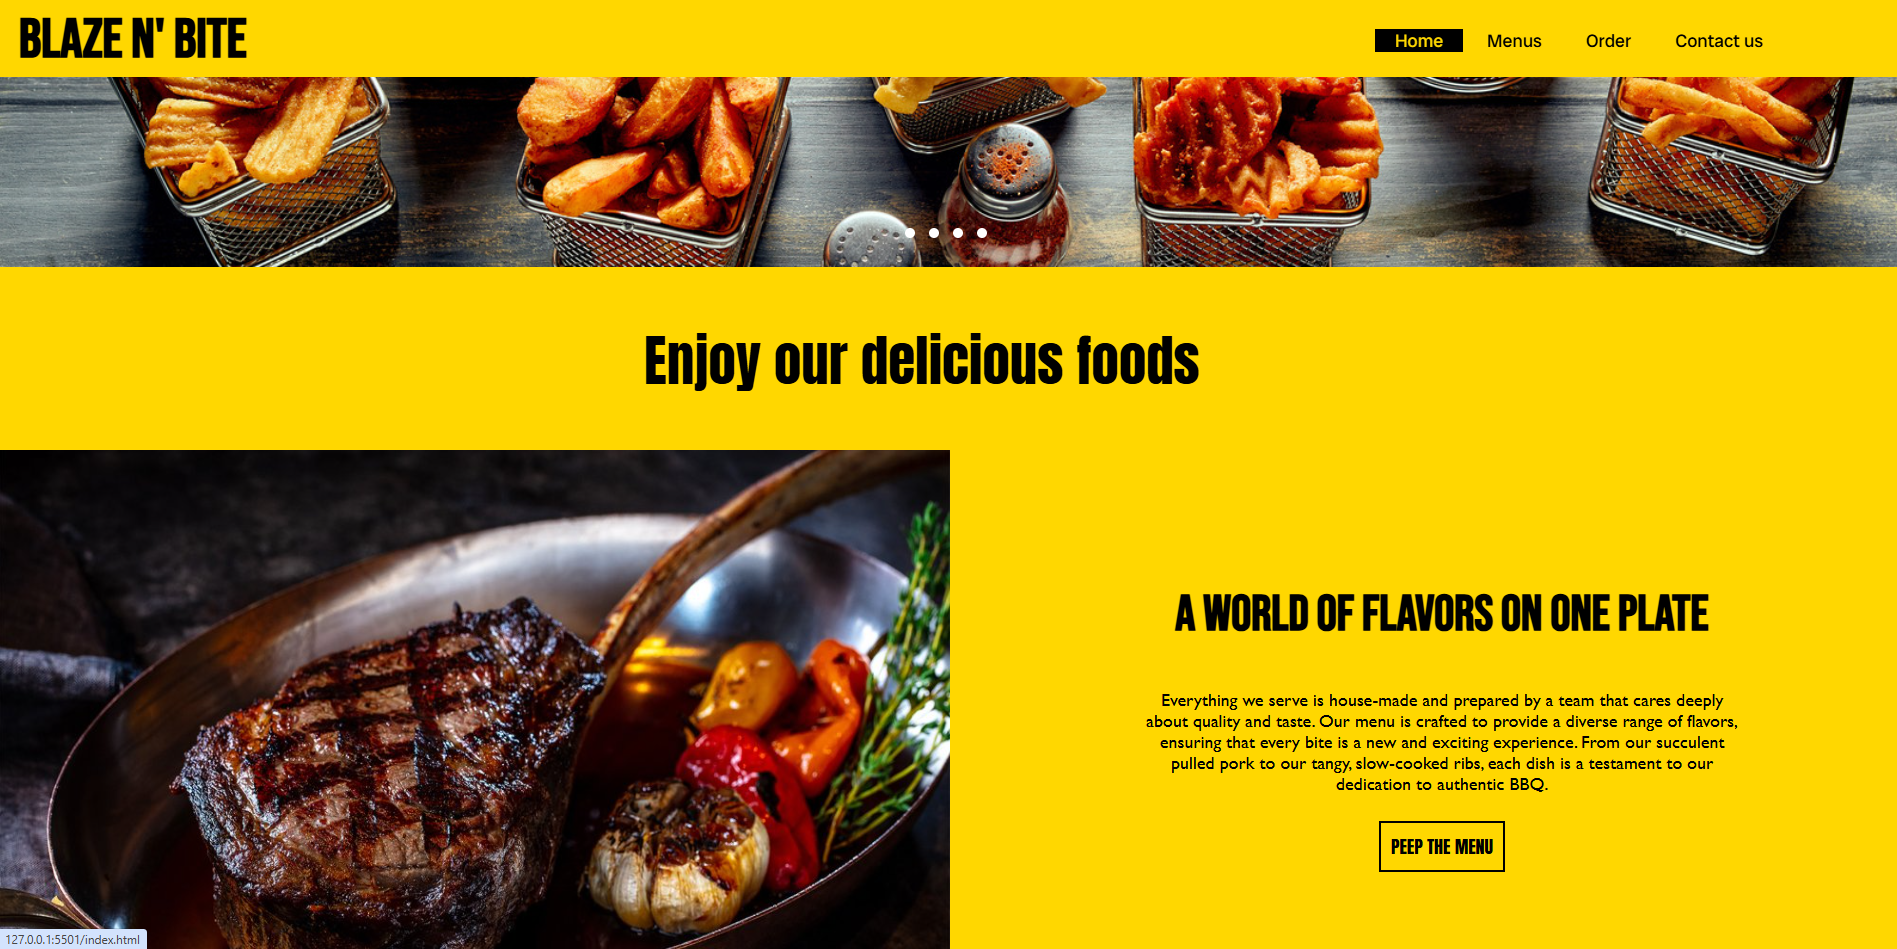 BLAZE N' BITE
Home Menus Order Contact us
Enjoy our delicious foods
A WORLD OF FLAVORS ON ONE PLATE
Everything we serve is house-made and prepared by a team that cares deeply
about quality and taste. Our menu is crafted to provide a diverse range of flavors,
ensuring that every bite is a new and exciting experience. From our succulent
pulled pork to our tangy, slow-cooked ribs, each dish is a testament to our
dedication to authentic BBQ.
PEEP THE MENU
127.0.0.1:5501/index.html